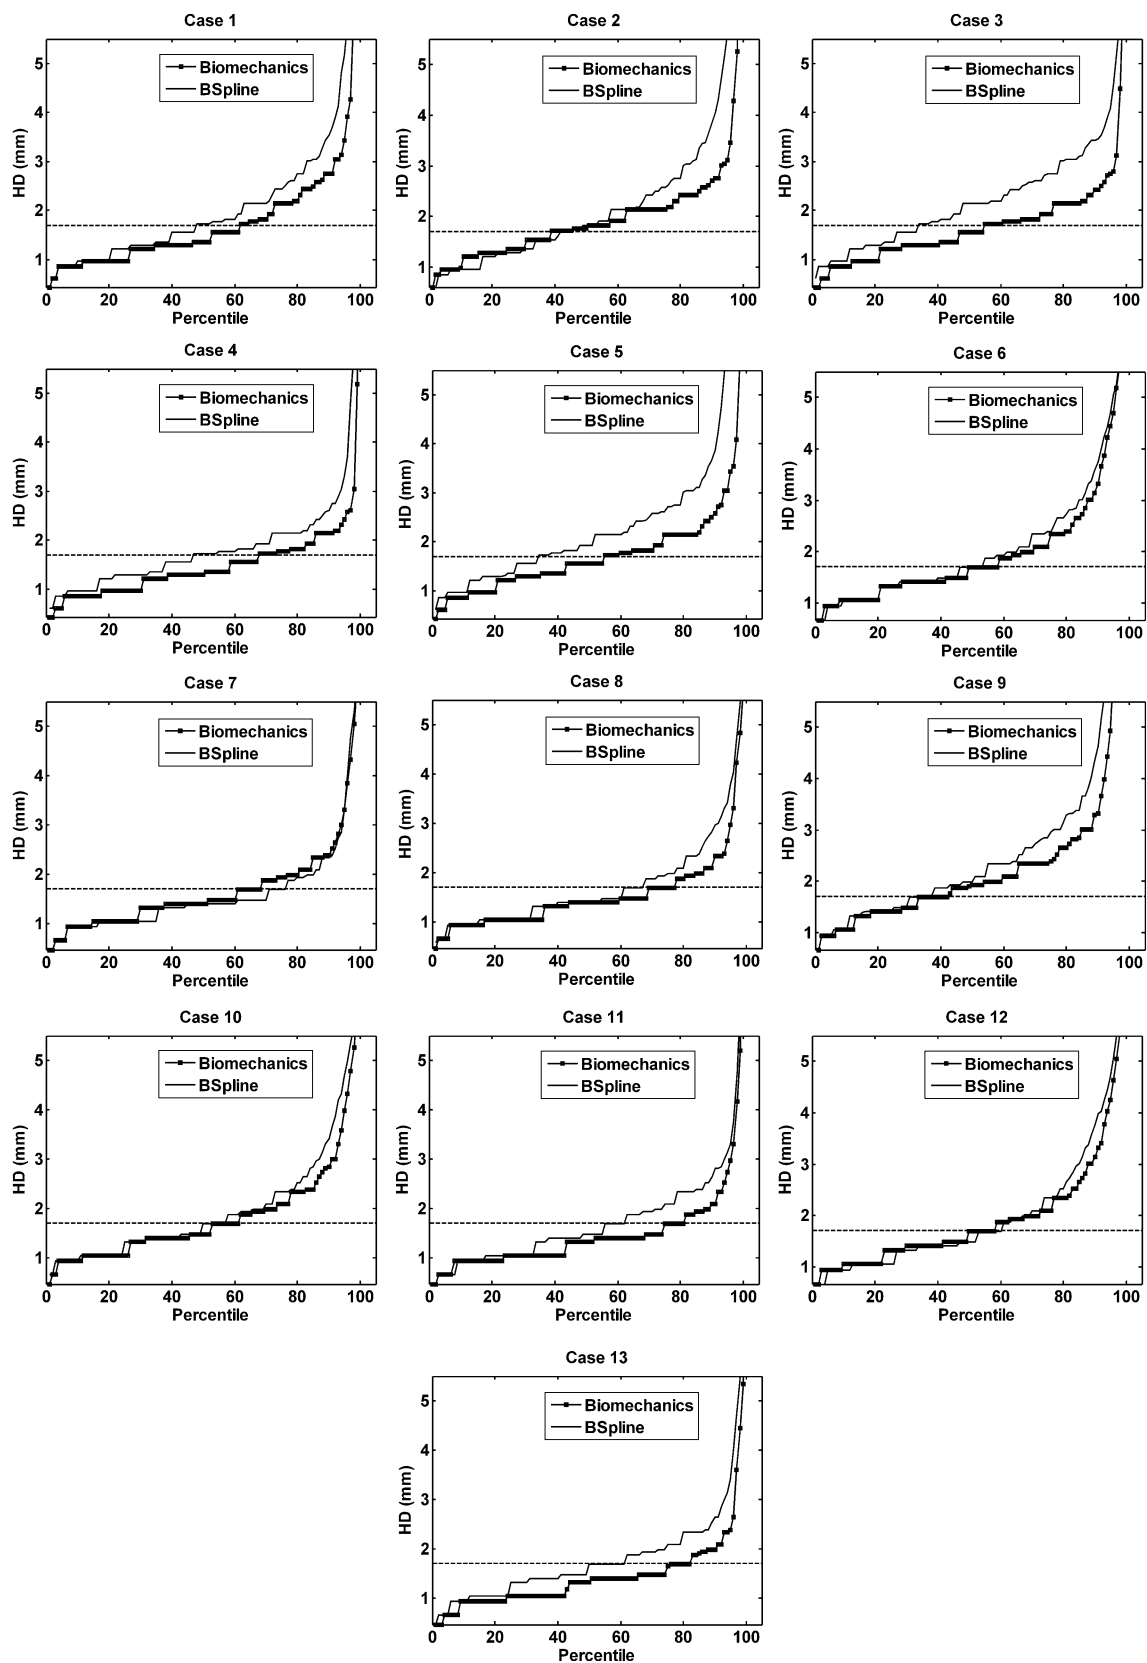 Case 1
Case 2
Case 3
HD (mm)
5
4
3
2
1
Biomechanics
BSpline
0 20 40 60 80 100
Percentile
HD (mm)
5
4
3
2
1
Biomechanics
BSpline
0 20 40 60 80 100
Percentile
HD (mm)
5
4
3
2
1
Biomechanics
BSpline
0 20 40 60 80 100
Percentile
Case 4
Case 5
Case 6
HD (mm)
5
4
3
2
1
Biomechanics
BSpline
0 20 40 60 80 100
Percentile
HD (mm)
5
4
3
2
1
Biomechanics
BSpline
0 20 40 60 80 100
Percentile
HD (mm)
5
4
3
2
1
Biomechanics
BSpline
0 20 40 60 80 100
Percentile
Case 7
Case 8
Case 9
HD (mm)
5
4
3
2
1
Biomechanics
BSpline
0 20 40 60 80 100
Percentile
HD (mm)
5
4
3
2
1
Biomechanics
BSpline
0 20 40 60 80 100
Percentile
HD (mm)
5
4
3
2
1
Biomechanics
BSpline
0 20 40 60 80 100
Percentile
Case 10
Case 11
Case 12
HD (mm)
5
4
3
2
1
Biomechanics
BSpline
0 20 40 60 80 100
Percentile
HD (mm)
5
4
3
2
1
Biomechanics
BSpline
0 20 40 60 80 100
Percentile
HD (mm)
5
4
3
2
1
Biomechanics
BSpline
0 20 40 60 80 100
Percentile
Case 13
HD (mm)
5
4
3
2
1
Biomechanics
BSpline
0 20 40 60 80 100
Percentile